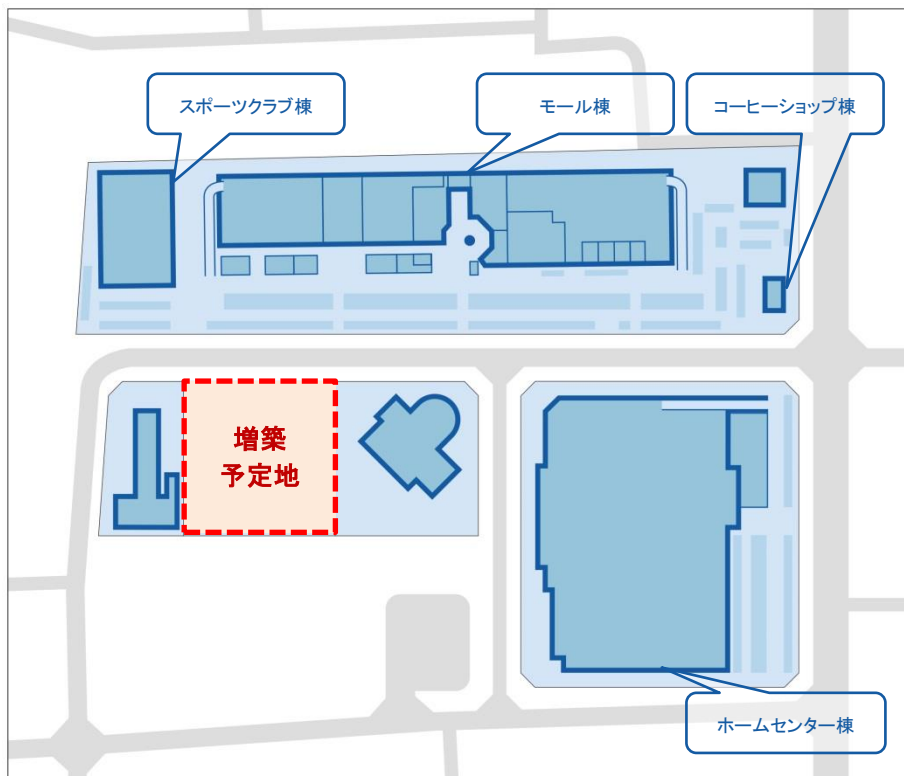 スポーツクラブ棟
モール棟
コーヒーショップ棟
増築
予定地
ホームセンター棟